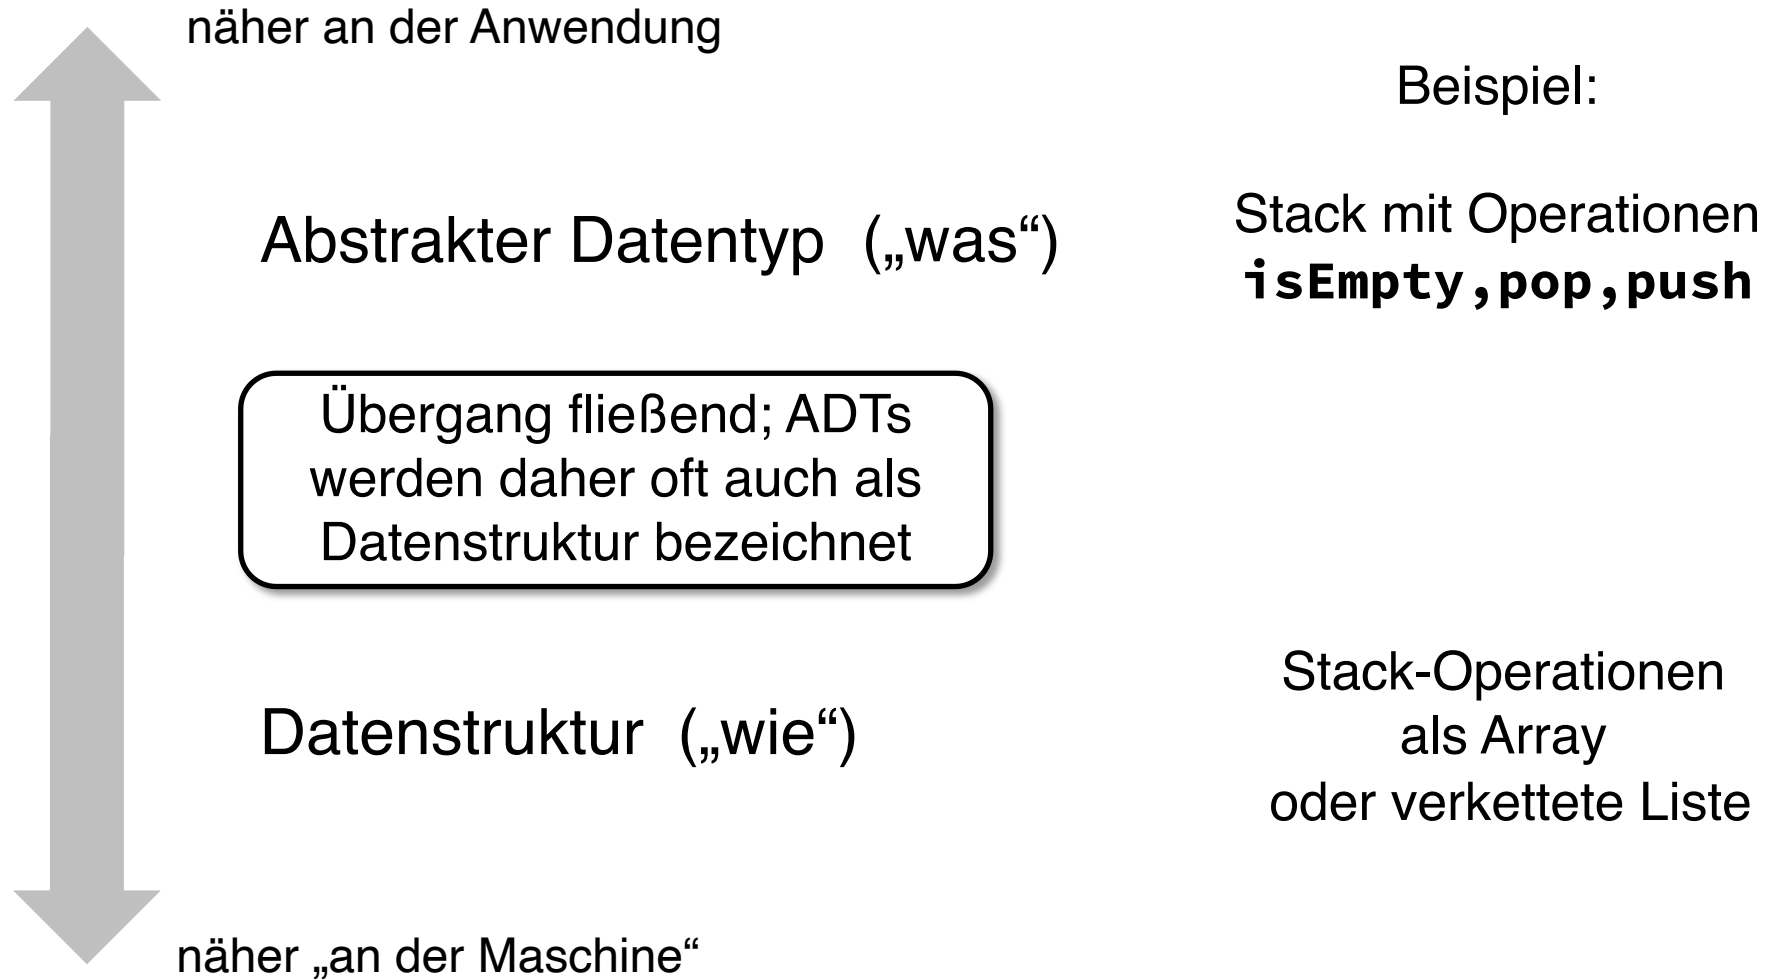 näher an der Anwendung
Beispiel:
Abstrakter Datentyp („was“)
Stack mit Operationen
isEmpty,pop,push
Übergang fließend; ADTs
werden daher oft auch als
Datenstruktur bezeichnet
Datenstruktur („wie“)
Stack-Operationen
als Array
oder verkettete Liste
näher „an der Maschine“